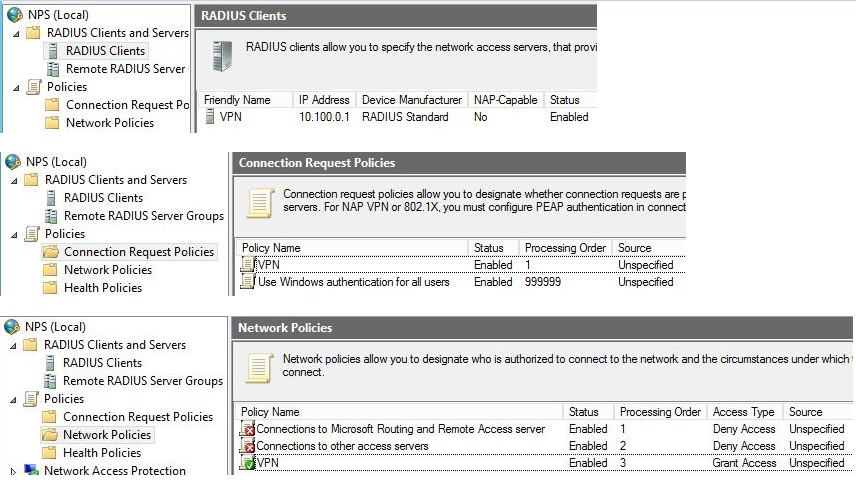 NPS (Local)
RADIUS Clients and Servers
RADIUS Clients
Remote RADIUS Server
Policies
Connection Request Po
Network Policies
RADIUS Clients
RADIUS clients allow you to specify the network access servers, that provi
Friendly Name IP Address Device Manufacturer NAP-Capable Status
VPN 10.100.0.1 RADIUS Standard No Enabled
NPS (Local)
RADIUS Clients and Servers
RADIUS Clients
Remote RADIUS Server Groups
Policies
Connection Request Policies
Network Policies
Health Policies
Connection Request Policies
Connection request policies allow you to designate whether connection requests are p
servers. For NAP VPN or 802.1X, you must configure PEAP authentication in connect
Policy Name Status Processing Order Source
VPN Enabled 1 Unspecified
Use Windows authentication for all users Enabled 999999 Unspecified
NPS (Local)
RADIUS Clients and Servers
RADIUS Clients
Remote RADIUS Server Groups
Policies
Connection Request Policies
Network Policies
Health Policies
Network Access Protection
Network Policies
Network policies allow you to designate who is authorized to connect to the network and the circumstances under which
connect.
Policy Name Status Processing Order Access Type Source
Connections to Microsoft Routing and Remote Access server Enabled 1 Deny Access Unspecified
Connections to other access servers Enabled 2 Deny Access Unspecified
VPN Enabled 3 Grant Access Unspecified